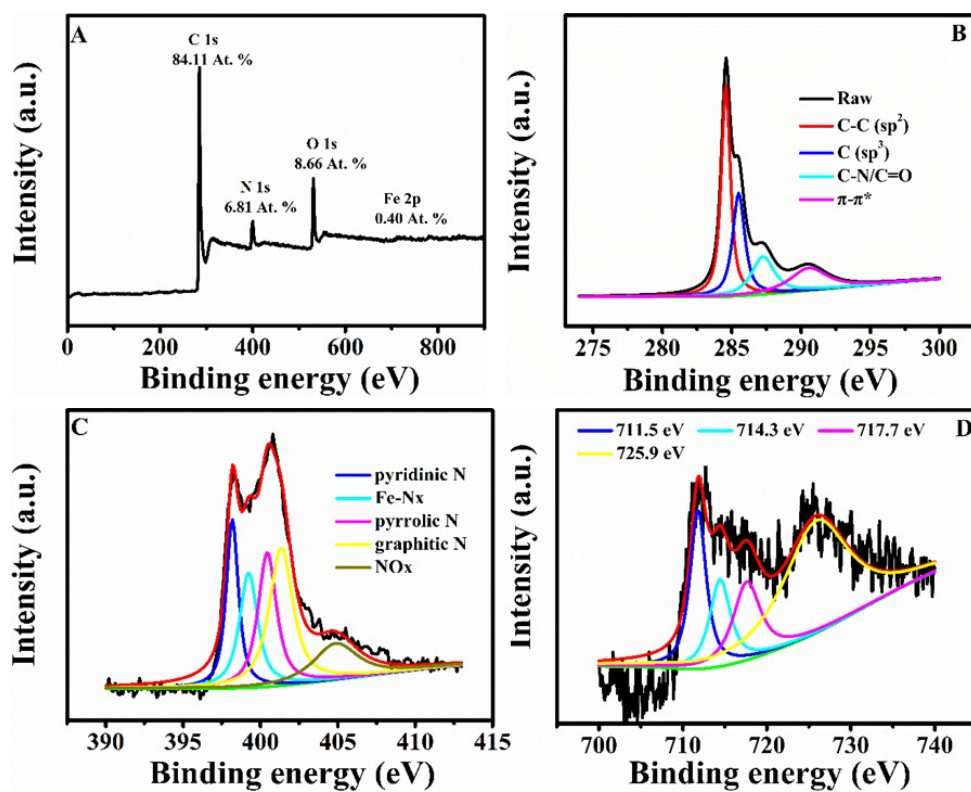 A
C 1s
84.11 At. %
N 1s
6.81 At. %
O 1s
8.66 At. %
Fe 2p
0.40 At. %
Intensity (a.u.)
0 200 400 600 800
Binding energy (eV)
B
Raw
C-C (sp²)
C (sp³)
C-N/C=O
π-π*
Intensity (a.u.)
275 280 285 290 295 300
Binding energy (eV)
C
pyridinic N
Fe-Nx
pyrrolic N
graphitic N
NOx
Intensity (a.u.)
390 395 400 405 410 415
Binding energy (eV)
D
711.5 eV 714.3 eV 717.7 eV
725.9 eV
Intensity (a.u.)
700 710 720 730 740
Binding energy (eV)